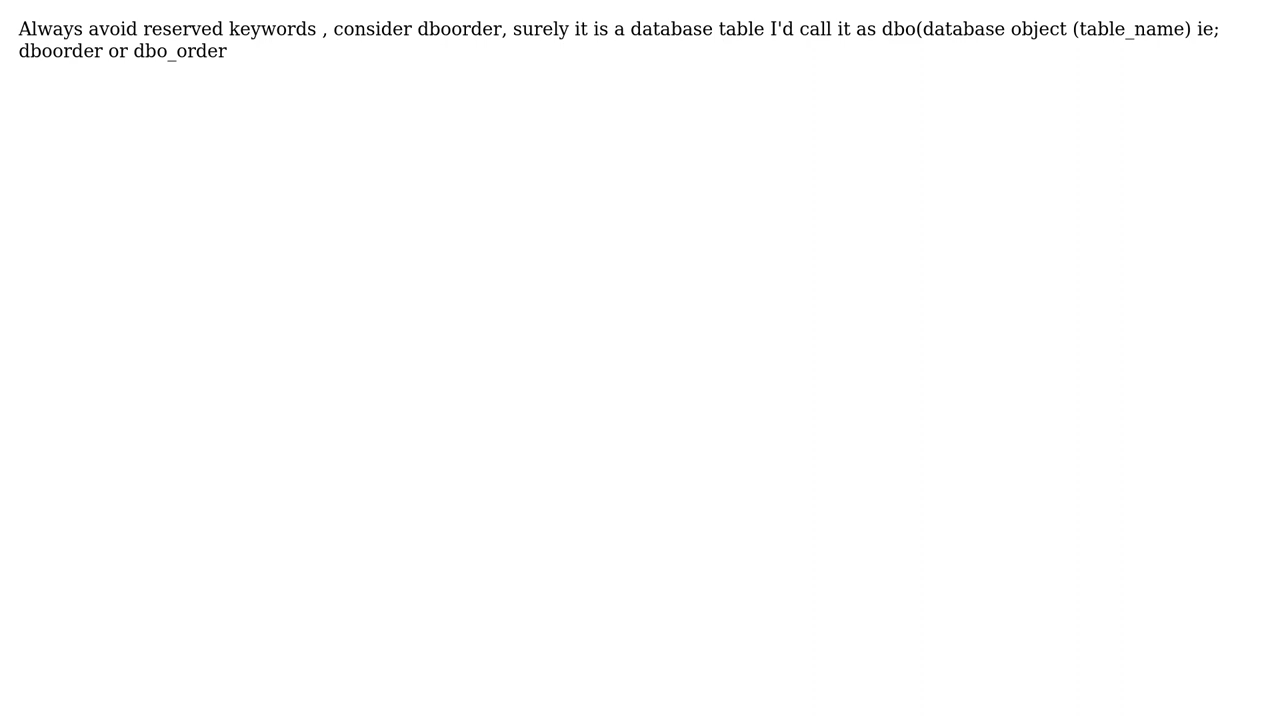 Always avoid reserved keywords , consider dboorder, surely it is a database table I'd call it as dbo(database object (table_name) ie;
dboorder or dbo_order